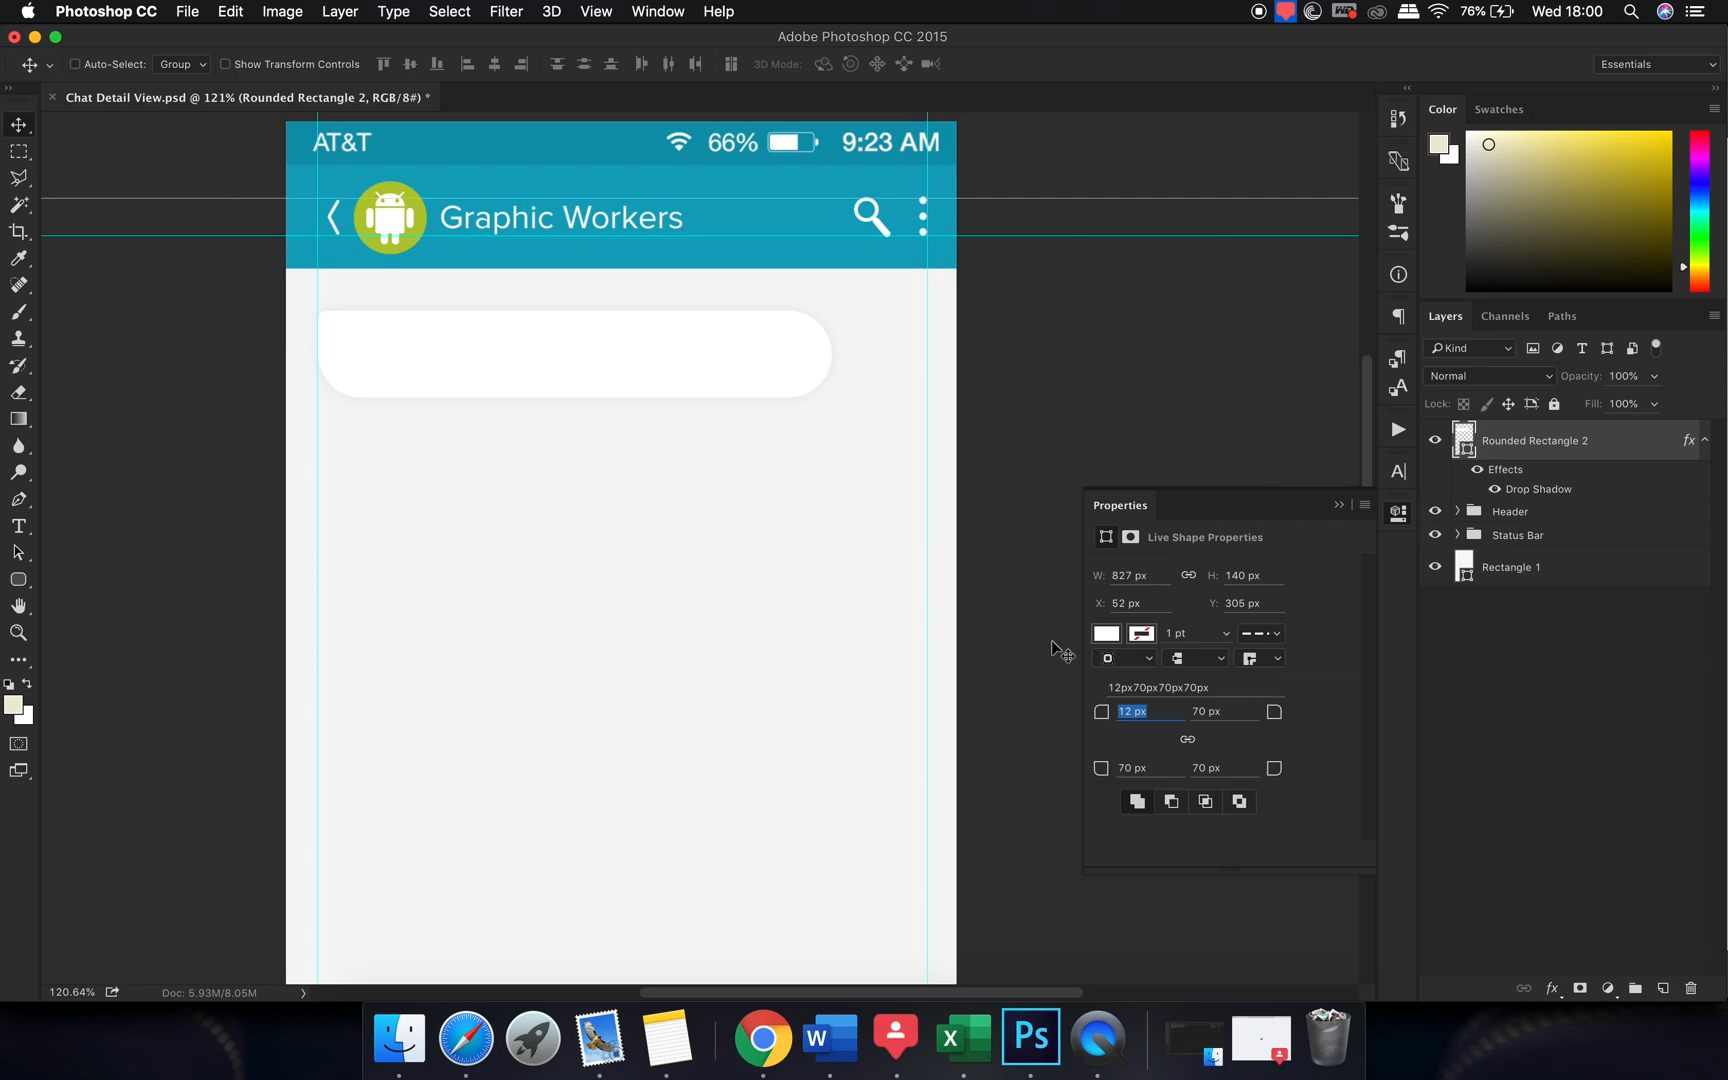 Photoshop CC File Edit Image Layer Type Select Filter 3D View Window Help 76% Wed 18:00
Adobe Photoshop CC 2015
Auto-Select: Group Show Transform Controls 3D Mode: Essentials
Chat Detail View.psd @ 121% (Rounded Rectangle 2, RGB/8#) *
Color Swatches
AT&T 66% 9:23 AM
Graphic Workers
Layers Channels Paths
Kind
Normal Opacity: 100%
Lock: Fill: 100%
Rounded Rectangle 2 fx
Effects
Drop Shadow
Header
Status Bar
Rectangle 1
Properties
Live Shape Properties
W: 827 px H: 140 px
X: 52 px Y: 305 px
1 pt
12px70px70px70px
12 px 70 px
70 px 70 px
120.64% Doc: 5.93M/8.05M
fx
W X Ps